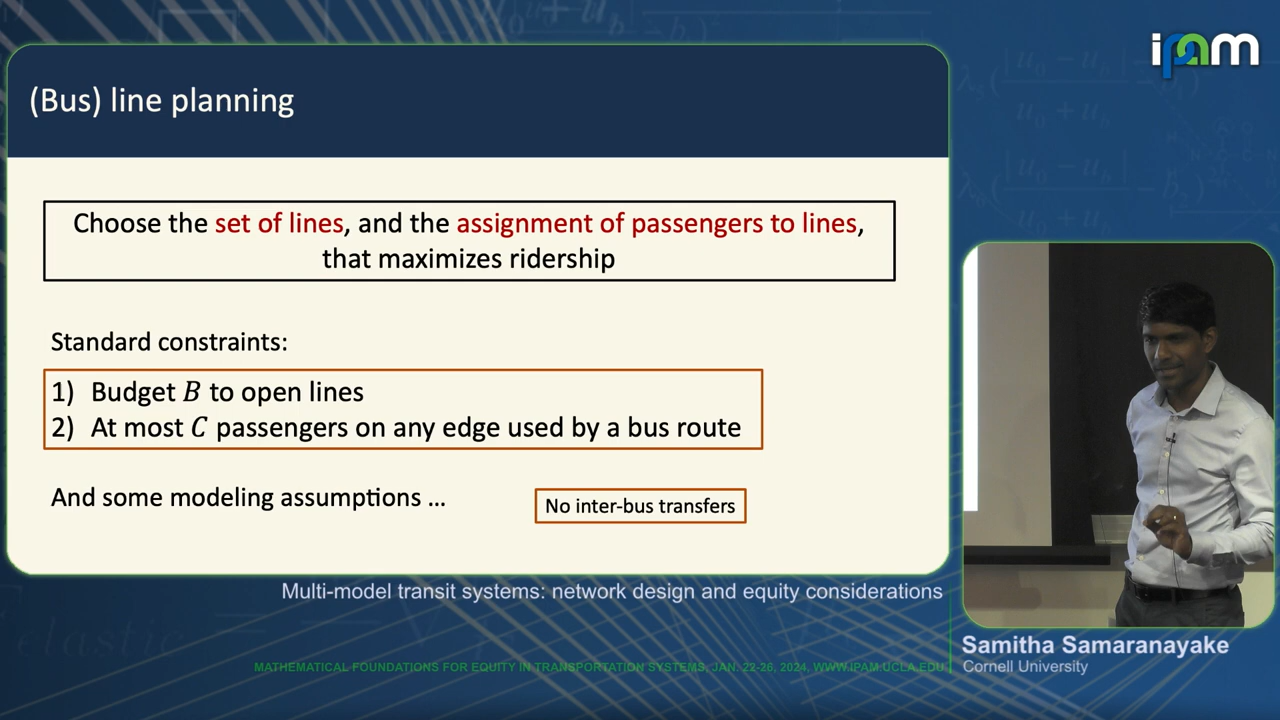 ipam
(Bus) line planning
Choose the set of lines, and the assignment of passengers to lines,
that maximizes ridership
Standard constraints:
1) Budget B to open lines
2) At most C passengers on any edge used by a bus route
And some modeling assumptions ...
No inter-bus transfers
Multi-model transit systems: network design and equity considerations
Samitha Samaranayake
Cornell University
MATHEMATICAL FOUNDATIONS FOR EQUITY IN TRANSPORTATION SYSTEMS, JAN. 22-26, 2024, WWW.IPAM.UCLA.EDU
elastic